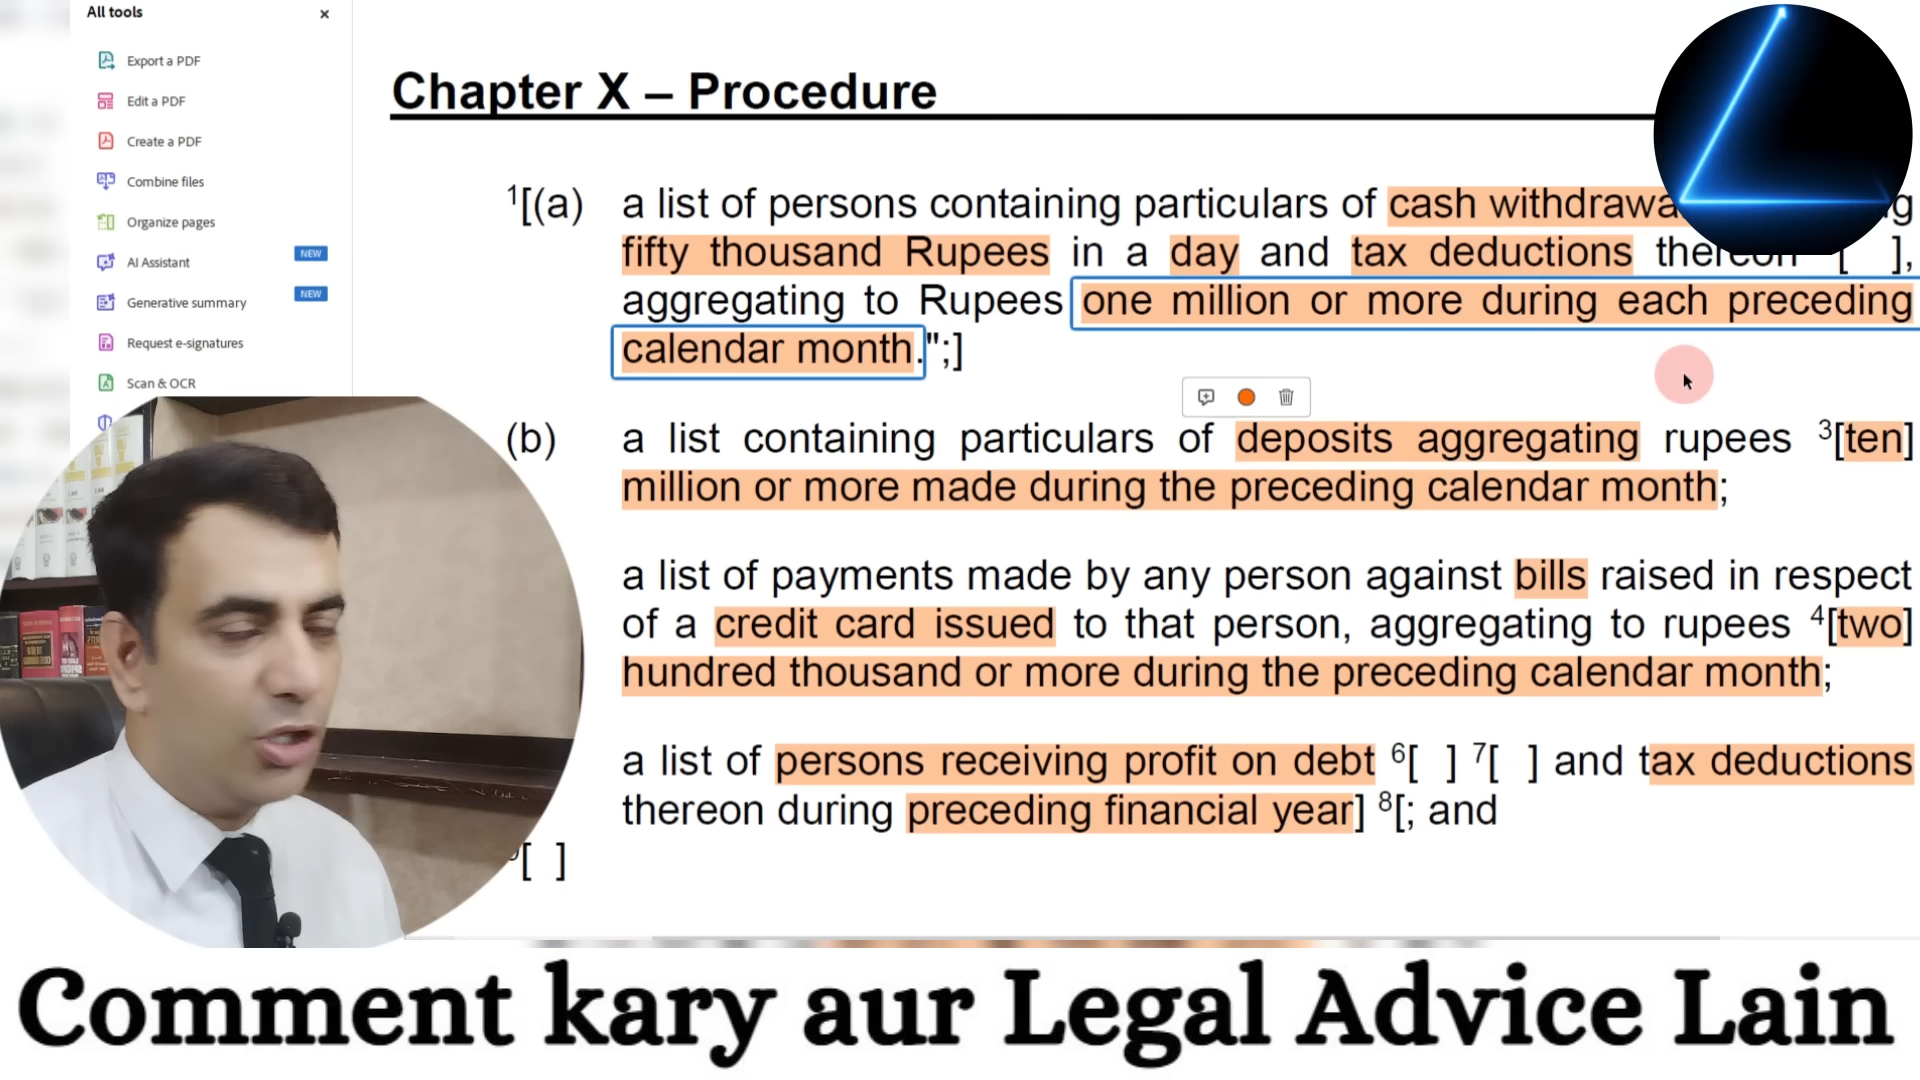 All tools
Export a PDF
Edit a PDF
Create a PDF
Combine files
Organize pages
AI Assistant NEW
Generative summary NEW
Request e-signatures
Scan & OCR
Chapter X – Procedure
1[(a) a list of persons containing particulars of cash
fifty thousand Rupees in a day and tax deductions thereon [ ],
aggregating to Rupees one million or more during each preceding
calendar month.";]
(b) a list containing particulars of deposits aggregating rupees 3[ten]
million or more made during the preceding calendar month;
a list of payments made by any person against bills raised in respect
of a credit card issued to that person, aggregating to rupees 4[two]
hundred thousand or more during the preceding calendar month;
a list of persons receiving profit on debt 6[ ] 7[ ] and tax deductions
thereon during preceding financial year] 8[; and
[ ]
Comment kary aur Legal Advice Lain